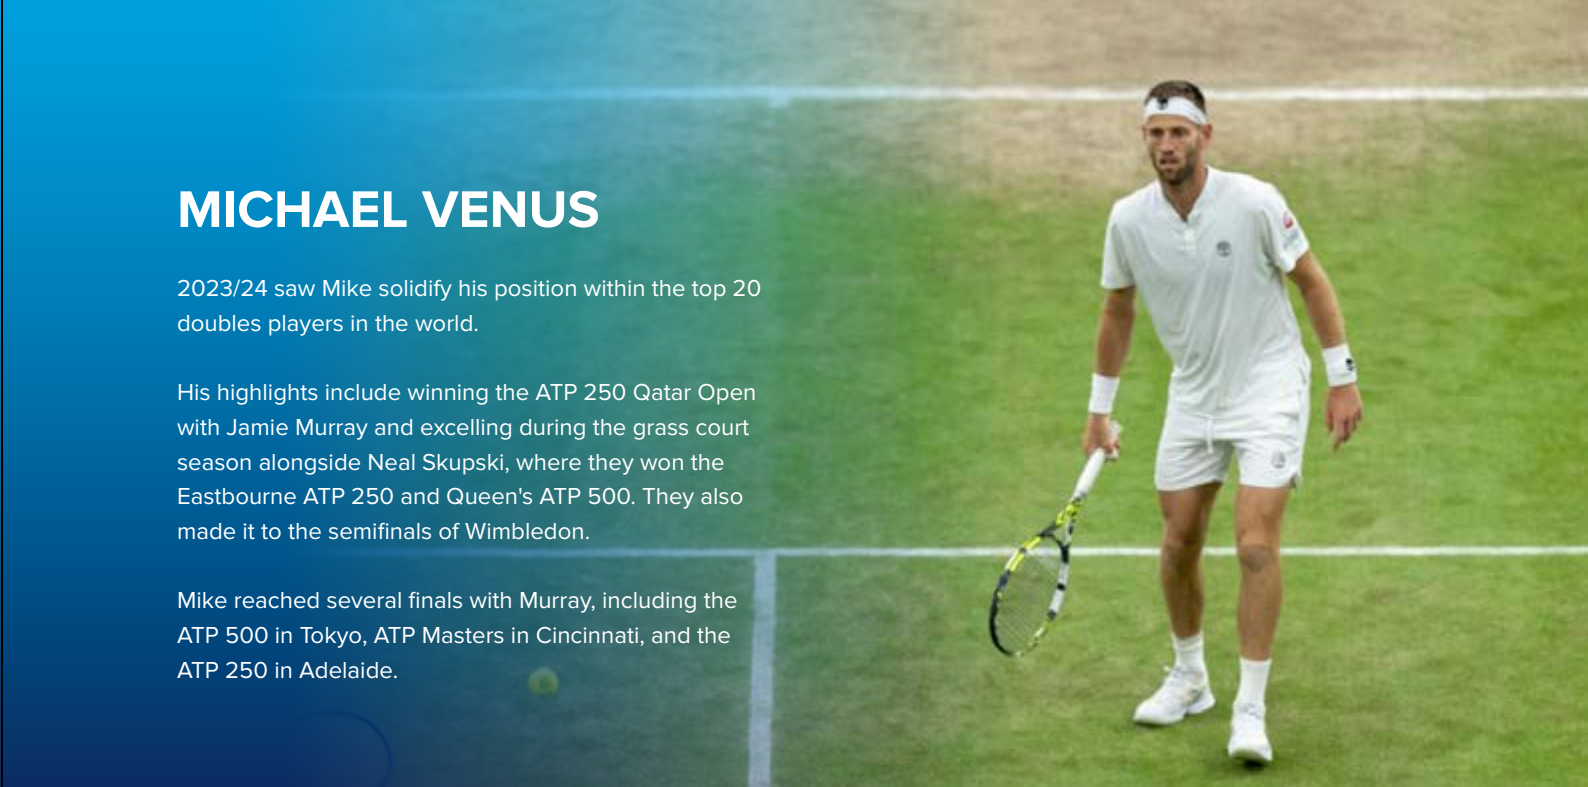 MICHAEL VENUS
2023/24 saw Mike solidify his position within the top 20
doubles players in the world.
His highlights include winning the ATP 250 Qatar Open
with Jamie Murray and excelling during the grass court
season alongside Neal Skupski, where they won the
Eastbourne ATP 250 and Queen's ATP 500. They also
made it to the semifinals of Wimbledon.
Mike reached several finals with Murray, including the
ATP 500 in Tokyo, ATP Masters in Cincinnati, and the
ATP 250 in Adelaide.